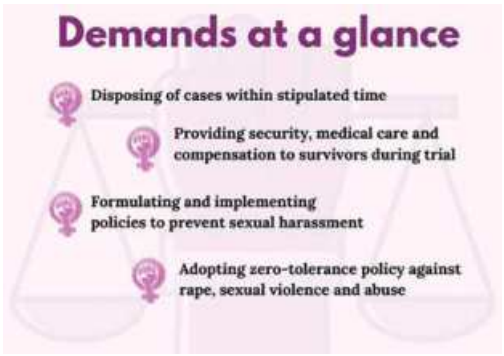 Demands at a glance
Disposing of cases within stipulated time
Providing security, medical care and
compensation to survivors during trial
Formulating and implementing
policies to prevent sexual harassment
Adopting zero-tolerance policy against
rape, sexual violence and abuse